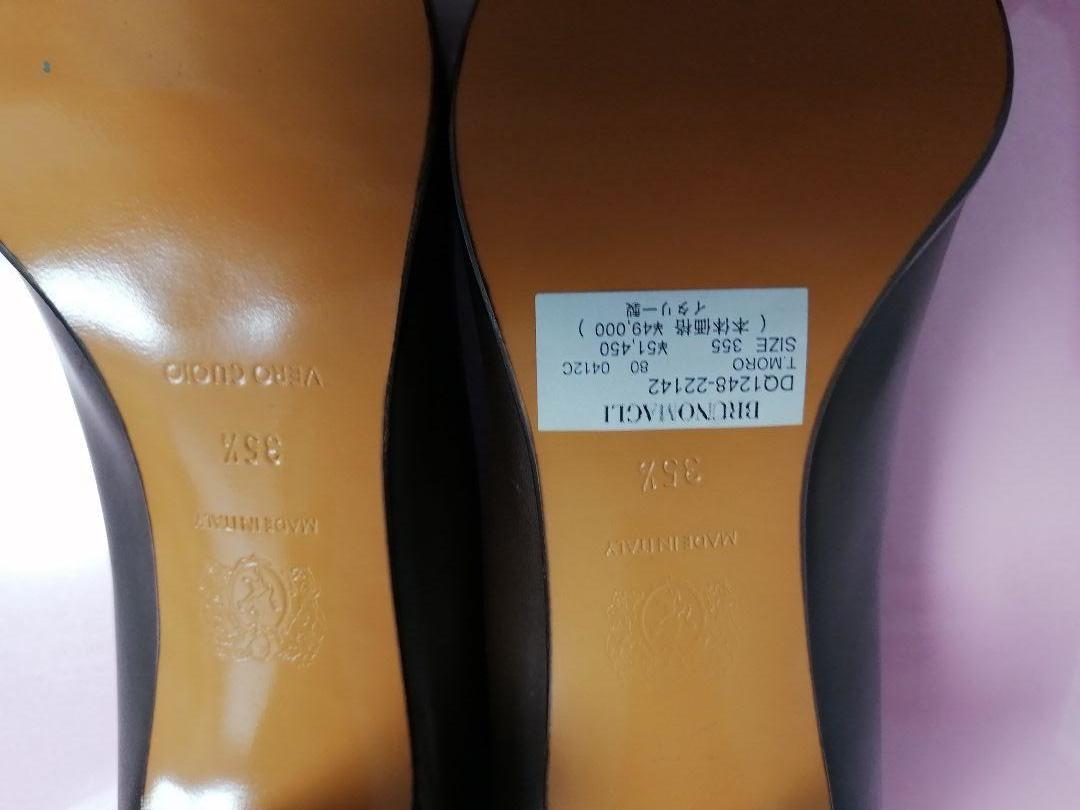 BRUNOMAGLI
DQ1248-22142
T.MORO 80 0412C
SIZE 355 ¥51,450
( 本体価格 ¥49,000 )
イタリー製
35½
MADE IN ITALY
VERO CUOIO
35½
MADE IN ITALY